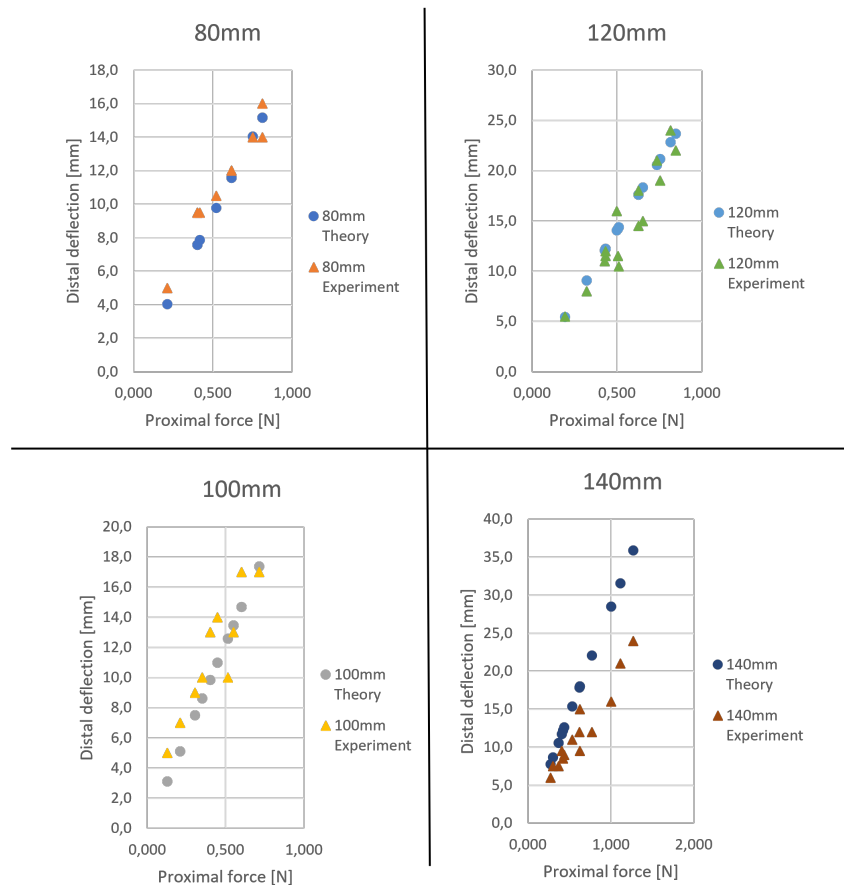 80mm
18,0
16,0
14,0
12,0
10,0
8,0
6,0
4,0
2,0
0,0
0,000 0,500 1,000
Distal deflection [mm]
Proximal force [N]
80mm
Theory
80mm
Experiment
120mm
30,0
25,0
20,0
15,0
10,0
5,0
0,0
0,000 0,500 1,000
Distal deflection [mm]
Proximal force [N]
120mm
Theory
120mm
Experiment
100mm
20,0
18,0
16,0
14,0
12,0
10,0
8,0
6,0
4,0
2,0
0,0
0,000 0,500 1,000
Distal deflection [mm]
Proximal force [N]
100mm
Theory
100mm
Experiment
140mm
40,0
35,0
30,0
25,0
20,0
15,0
10,0
5,0
0,0
0,000 1,000 2,000
Distal deflection [mm]
Proximal force [N]
140mm
Theory
140mm
Experiment